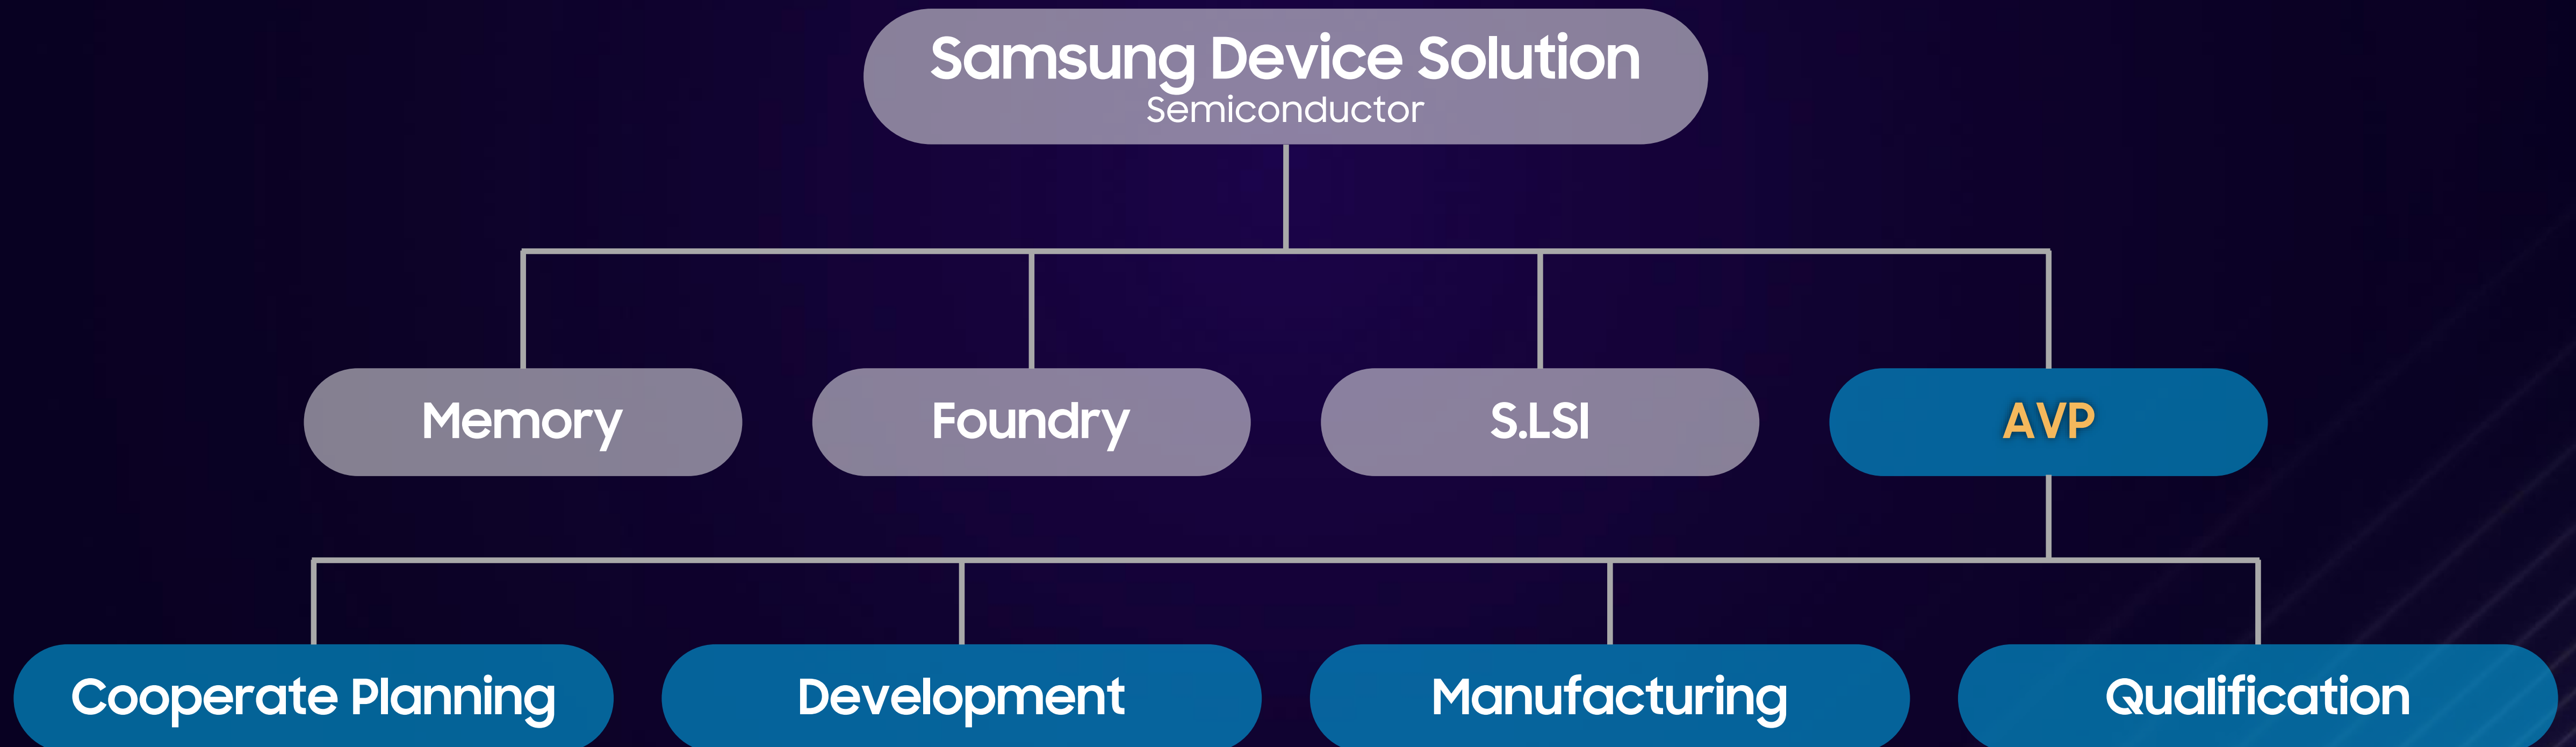 Samsung Device Solution
Semiconductor
Memory
Foundry
S.LSI
AVP
Cooperate Planning
Development
Manufacturing
Qualification